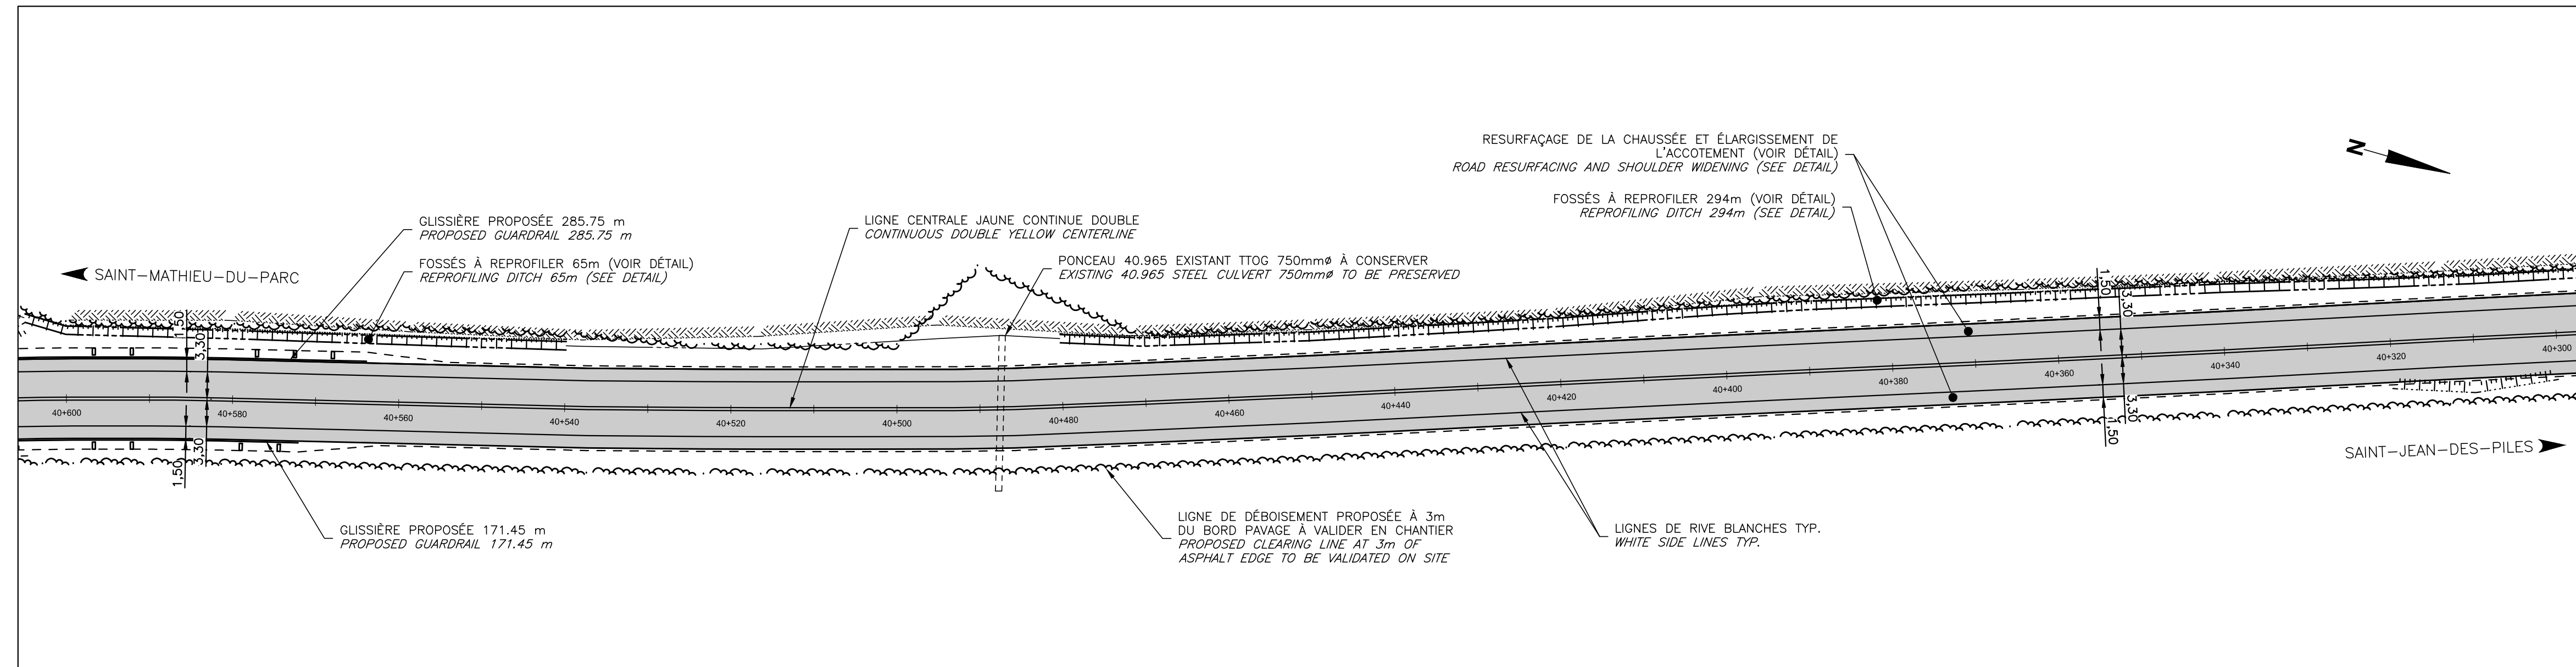 RESURFAÇAGE DE LA CHAUSSÉE ET ÉLARGISSEMENT DE
L'ACCOTEMENT (VOIR DÉTAIL)
ROAD RESURFACING AND SHOULDER WIDENING (SEE DETAIL)
N
FOSSÉS À REPROFILER 294m (VOIR DÉTAIL)
REPROFILING DITCH 294m (SEE DETAIL)
GLISSIÈRE PROPOSÉE 285.75 m
PROPOSED GUARDRAIL 285.75 m
LIGNE CENTRALE JAUNE CONTINUE DOUBLE
CONTINUOUS DOUBLE YELLOW CENTERLINE
FOSSÉS À REPROFILER 65m (VOIR DÉTAIL)
REPROFILING DITCH 65m (SEE DETAIL)
PONCEAU 40.965 EXISTANT TTOG 750mmø À CONSERVER
EXISTING 40.965 STEEL CULVERT 750mmø TO BE PRESERVED
SAINT-MATHIEU-DU-PARC
1,50
3,30
1,50
3,30
40+600
40+580
40+560
40+540
40+520
40+500
40+480
40+460
40+440
40+420
40+400
40+380
40+360
40+340
40+320
40+300
3,30
1,50
3,30
1,50
SAINT-JEAN-DES-PILES
GLISSIÈRE PROPOSÉE 171.45 m
PROPOSED GUARDRAIL 171.45 m
LIGNE DE DÉBOISEMENT PROPOSÉE À 3m
DU BORD PAVAGE À VALIDER EN CHANTIER
PROPOSED CLEARING LINE AT 3m OF
ASPHALT EDGE TO BE VALIDATED ON SITE
LIGNES DE RIVE BLANCHES TYP.
WHITE SIDE LINES TYP.